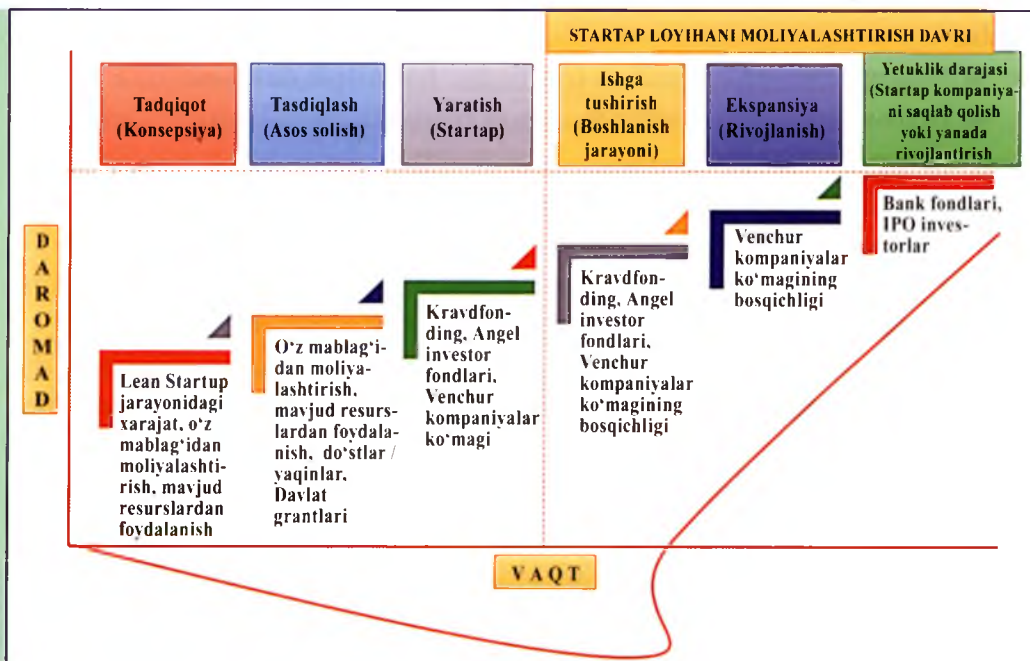 STARTAP LOYIHANI MOLIYALASHTIRISH DAVRI
Tadqiqot
(Konsepsiya)
Tasdiqlash
(Asos solish)
Yaratish
(Startap)
Ishga
tushirish
(Boshlanish
jarayoni)
Ekspansiya
(Rivojlanish)
Yetuklik darajasi
(Startap kompaniya-
ni saqlab qolish
yoki yanada
rivojlantirish
DAROMAD
Lean Startup
jarayonidagi
xarajat, o‘z
mablag‘idan
moliyalashti-
rish, mavjud
resurslardan
foydalanish
O‘z mablag‘i-
dan moliya-
lashtirish,
mavjud resurs-
lardan foydala-
nish, do‘stlar /
yaqinlar,
Davlat
grantlari
Kravdfon-
ding, Angel
investor
fondlari,
Venchur
kompaniyalar
ko‘magi
Kravdfon-
ding, Angel
investor
fondlari,
Venchur
kompaniyalar
ko‘magining
bosqichligi
Venchur
kompaniyalar
ko‘magining
bosqichligi
Bank fondlari,
IPO inves-
torlar
VAQT